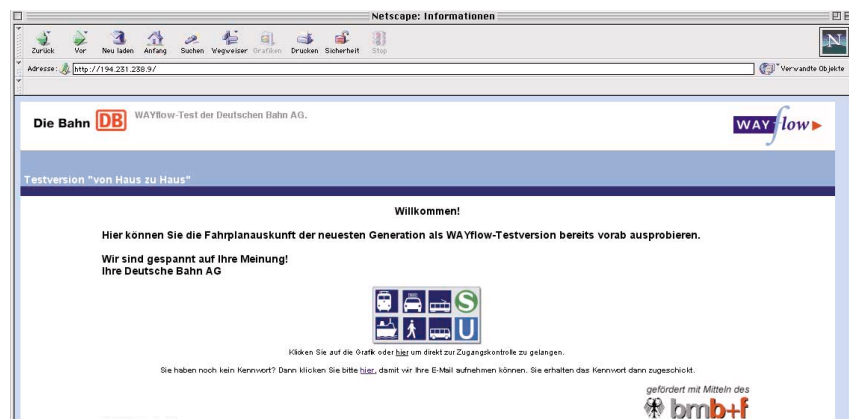 Netscape: Informationen
Zurück Vor Neu laden Anfang Suchen Wegweiser Grafiken Drucken Sicherheit Stop
N
Adresse: http://194.231.238.9/ Verwandte Objekte
Die Bahn DB WAYflow-Test der Deutschen Bahn AG. WAYflow
Testversion "von Haus zu Haus"
Willkommen!
Hier können Sie die Fahrplanauskunft der neuesten Generation als WAYflow-Testversion bereits vorab ausprobieren.
Wir sind gespannt auf Ihre Meinung!
Ihre Deutsche Bahn AG
S
U
Klicken Sie auf die Grafik oder hier um direkt zur Zugangskontrolle zu gelangen.
Sie haben noch kein Kennwort? Dann klicken Sie bitte hier, damit wir Ihre E-Mail aufnehmen können. Sie erhalten das Kennwort dann zugeschickt.
gefördert mit Mitteln des
bmb+f